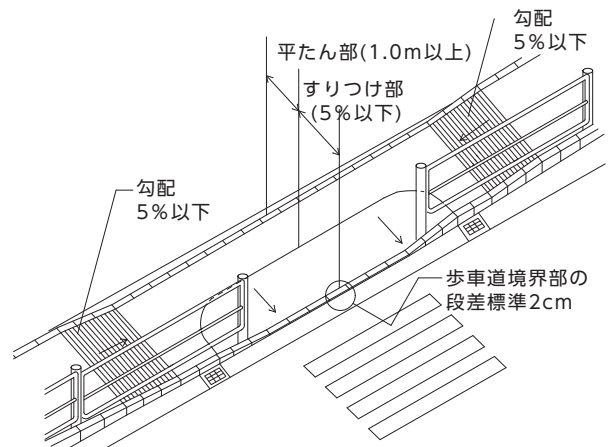 勾配
5%以下
平たん部(1.0m以上)
すりつけ部
(5%以下)
勾配
5%以下
歩車道境界部の
段差標準2cm